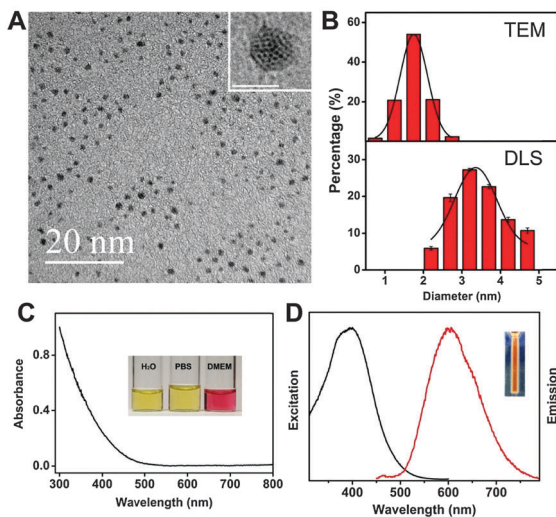 A
20 nm
B
TEM
60
40
20
DLS
30
20
10
0
1 2 3 4 5
Percentage (%)
Diameter (nm)
C
H₂O PBS DMEM
0.8
0.4
0.0
300 400 500 600 700 800
Absorbance
Wavelength (nm)
D
Excitation
Emission
400 500 600 700
Wavelength (nm)